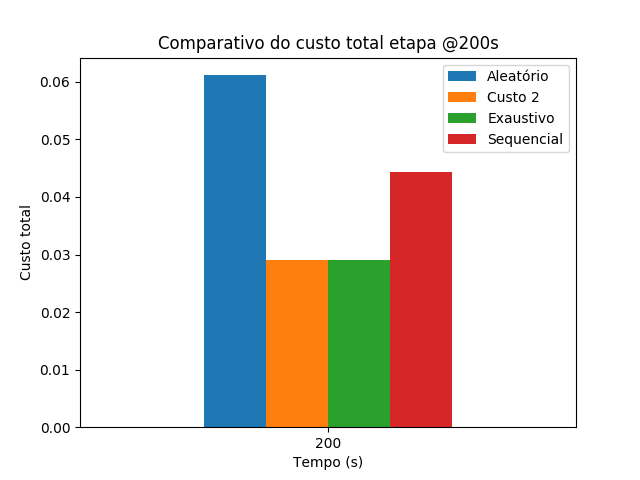 Comparativo do custo total etapa @200s
Aleatório
Custo 2
Exaustivo
Sequencial
0.06
0.05
0.04
0.03
0.02
0.01
0.00
Custo total
200
Tempo (s)